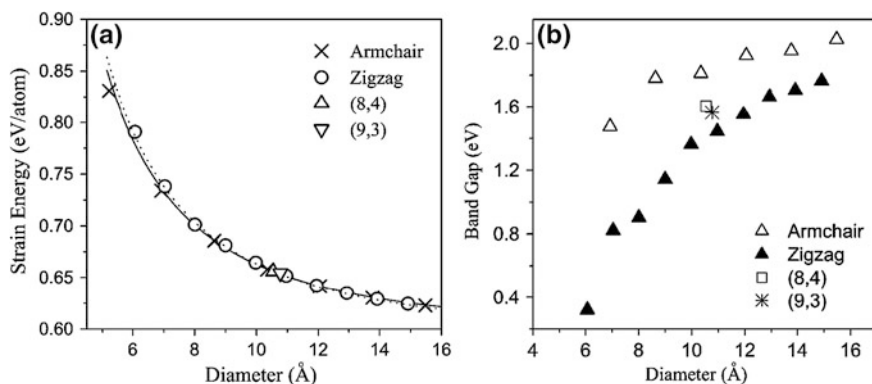 (a)
Strain Energy (eV/atom)
0.90
0.85
0.80
0.75
0.70
0.65
0.60
Armchair
Zigzag
(8,4)
(9,3)
6 8 10 12 14 16
Diameter (Å)
(b)
Band Gap (eV)
2.0
1.6
1.2
0.8
0.4
Armchair
Zigzag
(8,4)
(9,3)
4 6 8 10 12 14 16
Diameter (Å)